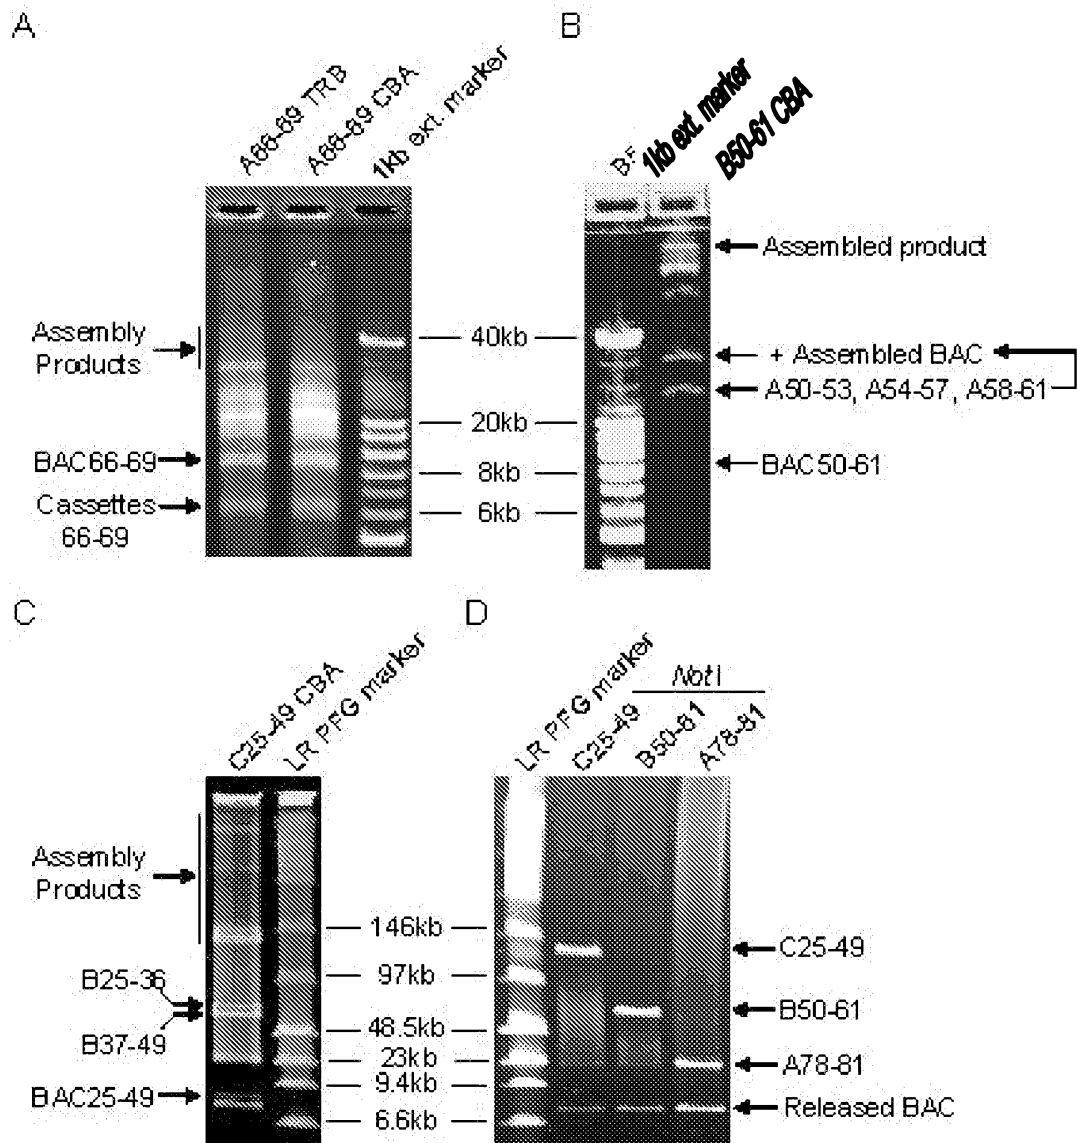 A
A66-69 TRB
A66-69 CBA
1kb ext. marker
Assembly
Products
BAC66-69
Cassettes
66-69
40kb
20kb
8kb
6kb
B
1kb ext. marker
B50-61 CBA
Assembled product
+ Assembled BAC
A50-53, A54-57, A58-61
BAC50-61
C
C25-49 CBA
LR PFG marker
Assembly
Products
B25-36
B37-49
BAC25-49
146kb
97kb
48.5kb
23kb
9.4kb
6.6kb
D
Not I
LR PFG marker
C25-49
B50-61
A78-81
C25-49
B50-61
A78-81
Released BAC